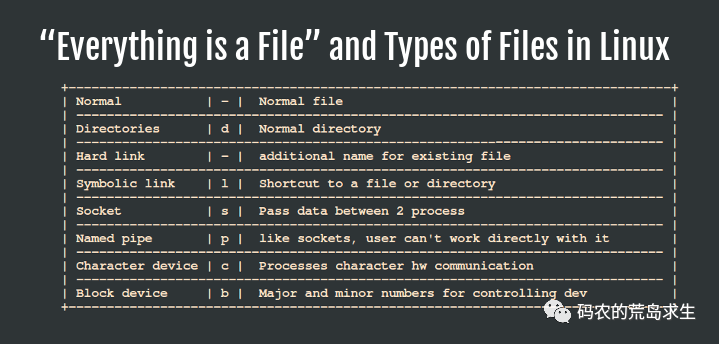 “Everything is a File” and Types of Files in Linux
Normal | - | Normal file
Directories | d | Normal directory
Hard link | - | additional name for existing file
Symbolic link | l | Shortcut to a file or directory
Socket | s | Pass data between 2 process
Named pipe | p | like sockets, user can't work directly with it
Character device | c | Processes character hw communication
Block device | b | Major and minor numbers for controlling dev
码农的荒岛求生